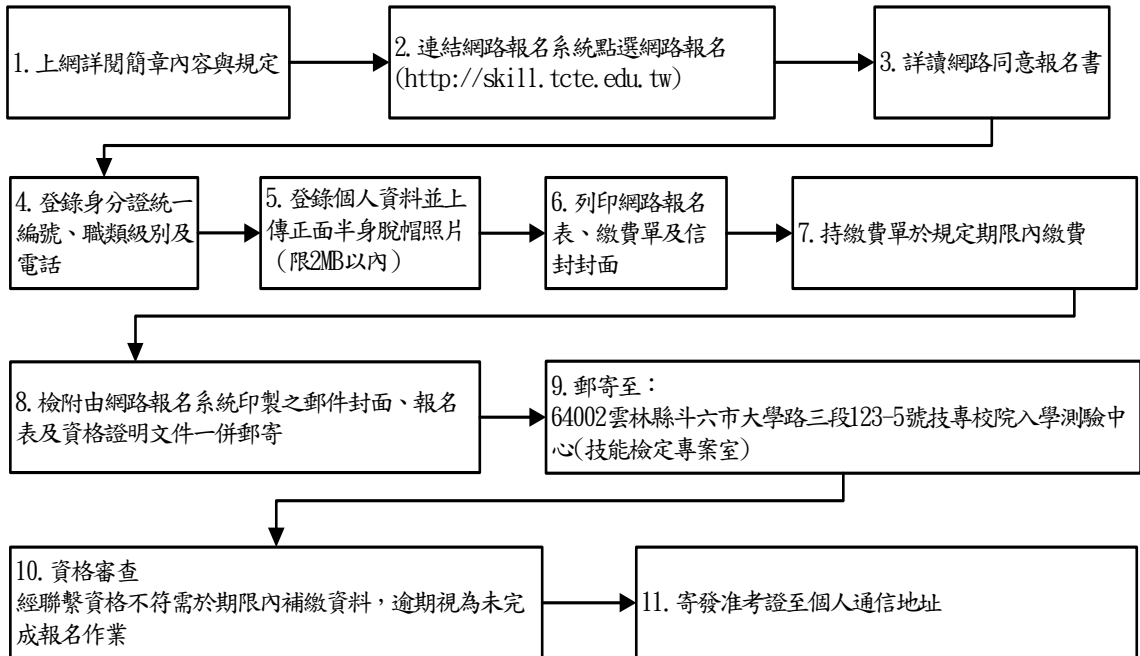 1. 上網詳閱簡章內容與規定
2. 連結網路報名系統點選網路報名
(http://skill.tcte.edu.tw)
3. 詳讀網路同意報名書
4. 登錄身分證統一
編號、職類級別及
電話
5. 登錄個人資料並上
傳正面半身脫帽照片
(限2MB以內)
6. 列印網路報名
表、繳費單及信
封封面
7. 持繳費單於規定期限內繳費
8. 檢附由網路報名系統印製之郵件封面、報名
表及資格證明文件一併郵寄
9. 郵寄至：
64002雲林縣斗六市大學路三段123-5號技專校院入學測驗中
心(技能檢定專案室)
10. 資格審查
經聯繫資格不符需於期限內補繳資料，逾期視為未完
成報名作業
11. 寄發准考證至個人通信地址